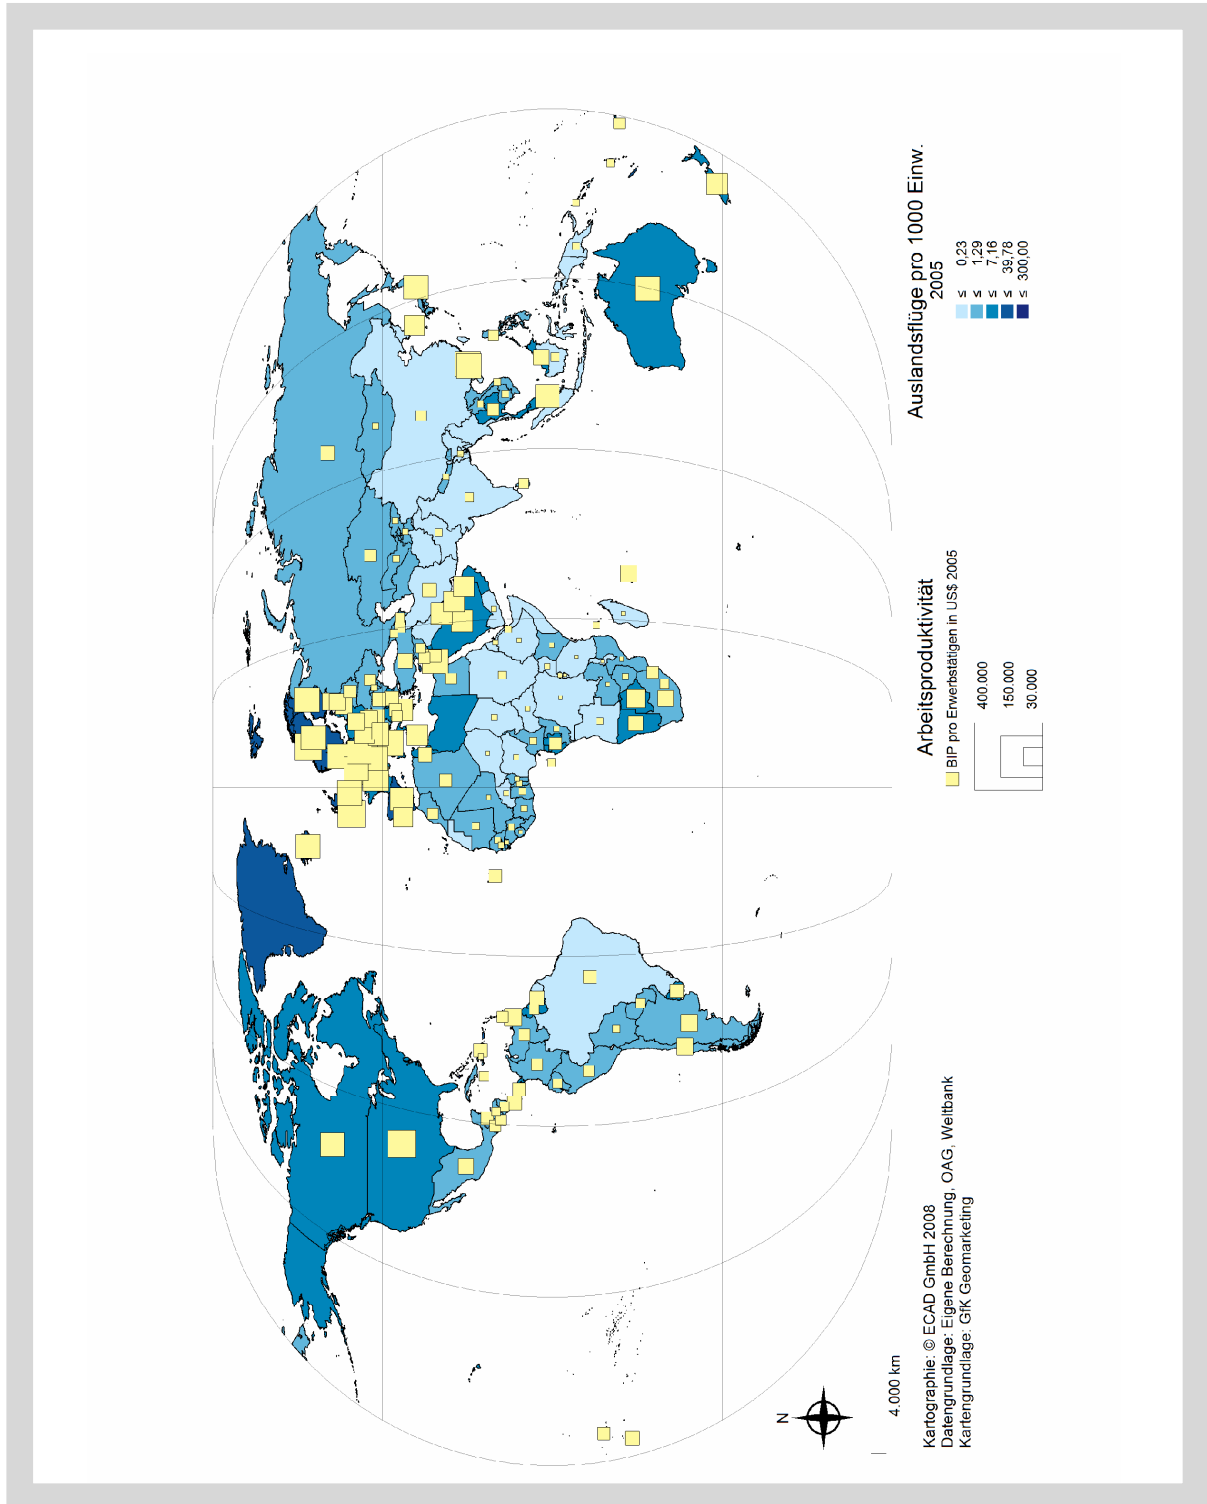 Auslandsflüge pro 1000 Einw.
2005
≤ 0,23
≤ 1,29
≤ 7,16
≤ 39,78
≤ 300,00
Arbeitsproduktivität
BIP pro Erwerbstätigen in US$ 2005
400.000
150.000
30.000
N
4.000 km
Kartographie: © ECAD GmbH 2008
Datengrundlage: Eigene Berechnung, OAG, Weltbank
Kartengrundlage: GfK Geomarketing